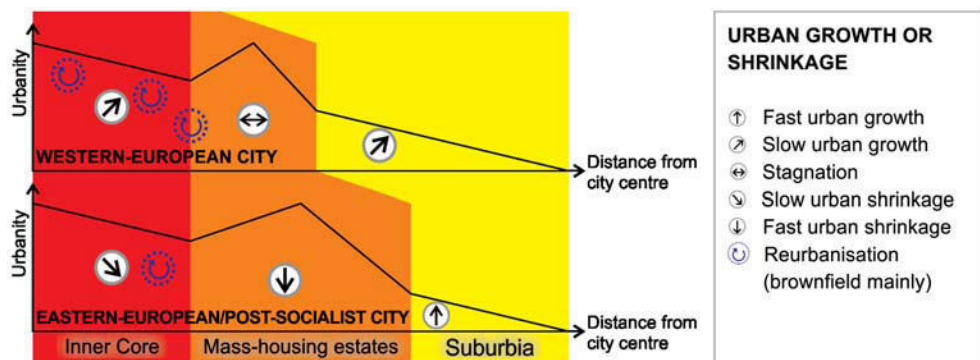 Urbanity
WESTERN-EUROPEAN CITY
Distance from
city centre
Urbanity
EASTERN-EUROPEAN/POST-SOCIALIST CITY
Distance from
city centre
Inner Core
Mass-housing estates
Suburbia
URBAN GROWTH OR
SHRINKAGE
Fast urban growth
Slow urban growth
Stagnation
Slow urban shrinkage
Fast urban shrinkage
Reurbanisation
(brownfield mainly)